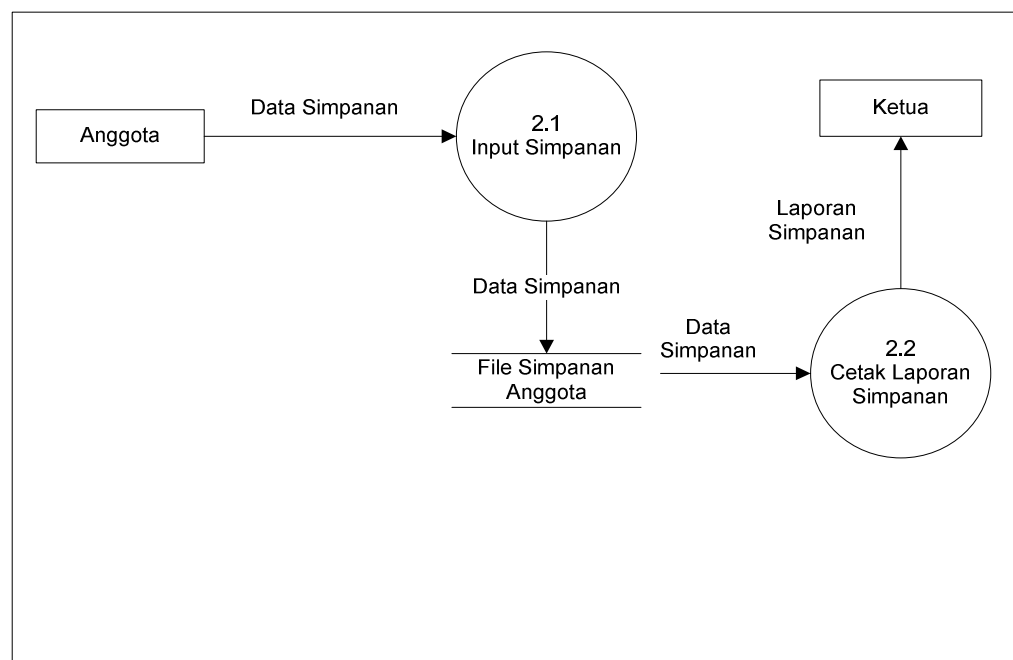 Anggota
Data Simpanan
2.1
Input Simpanan
Data Simpanan
File Simpanan
Anggota
Data
Simpanan
2.2
Cetak Laporan
Simpanan
Laporan
Simpanan
Ketua